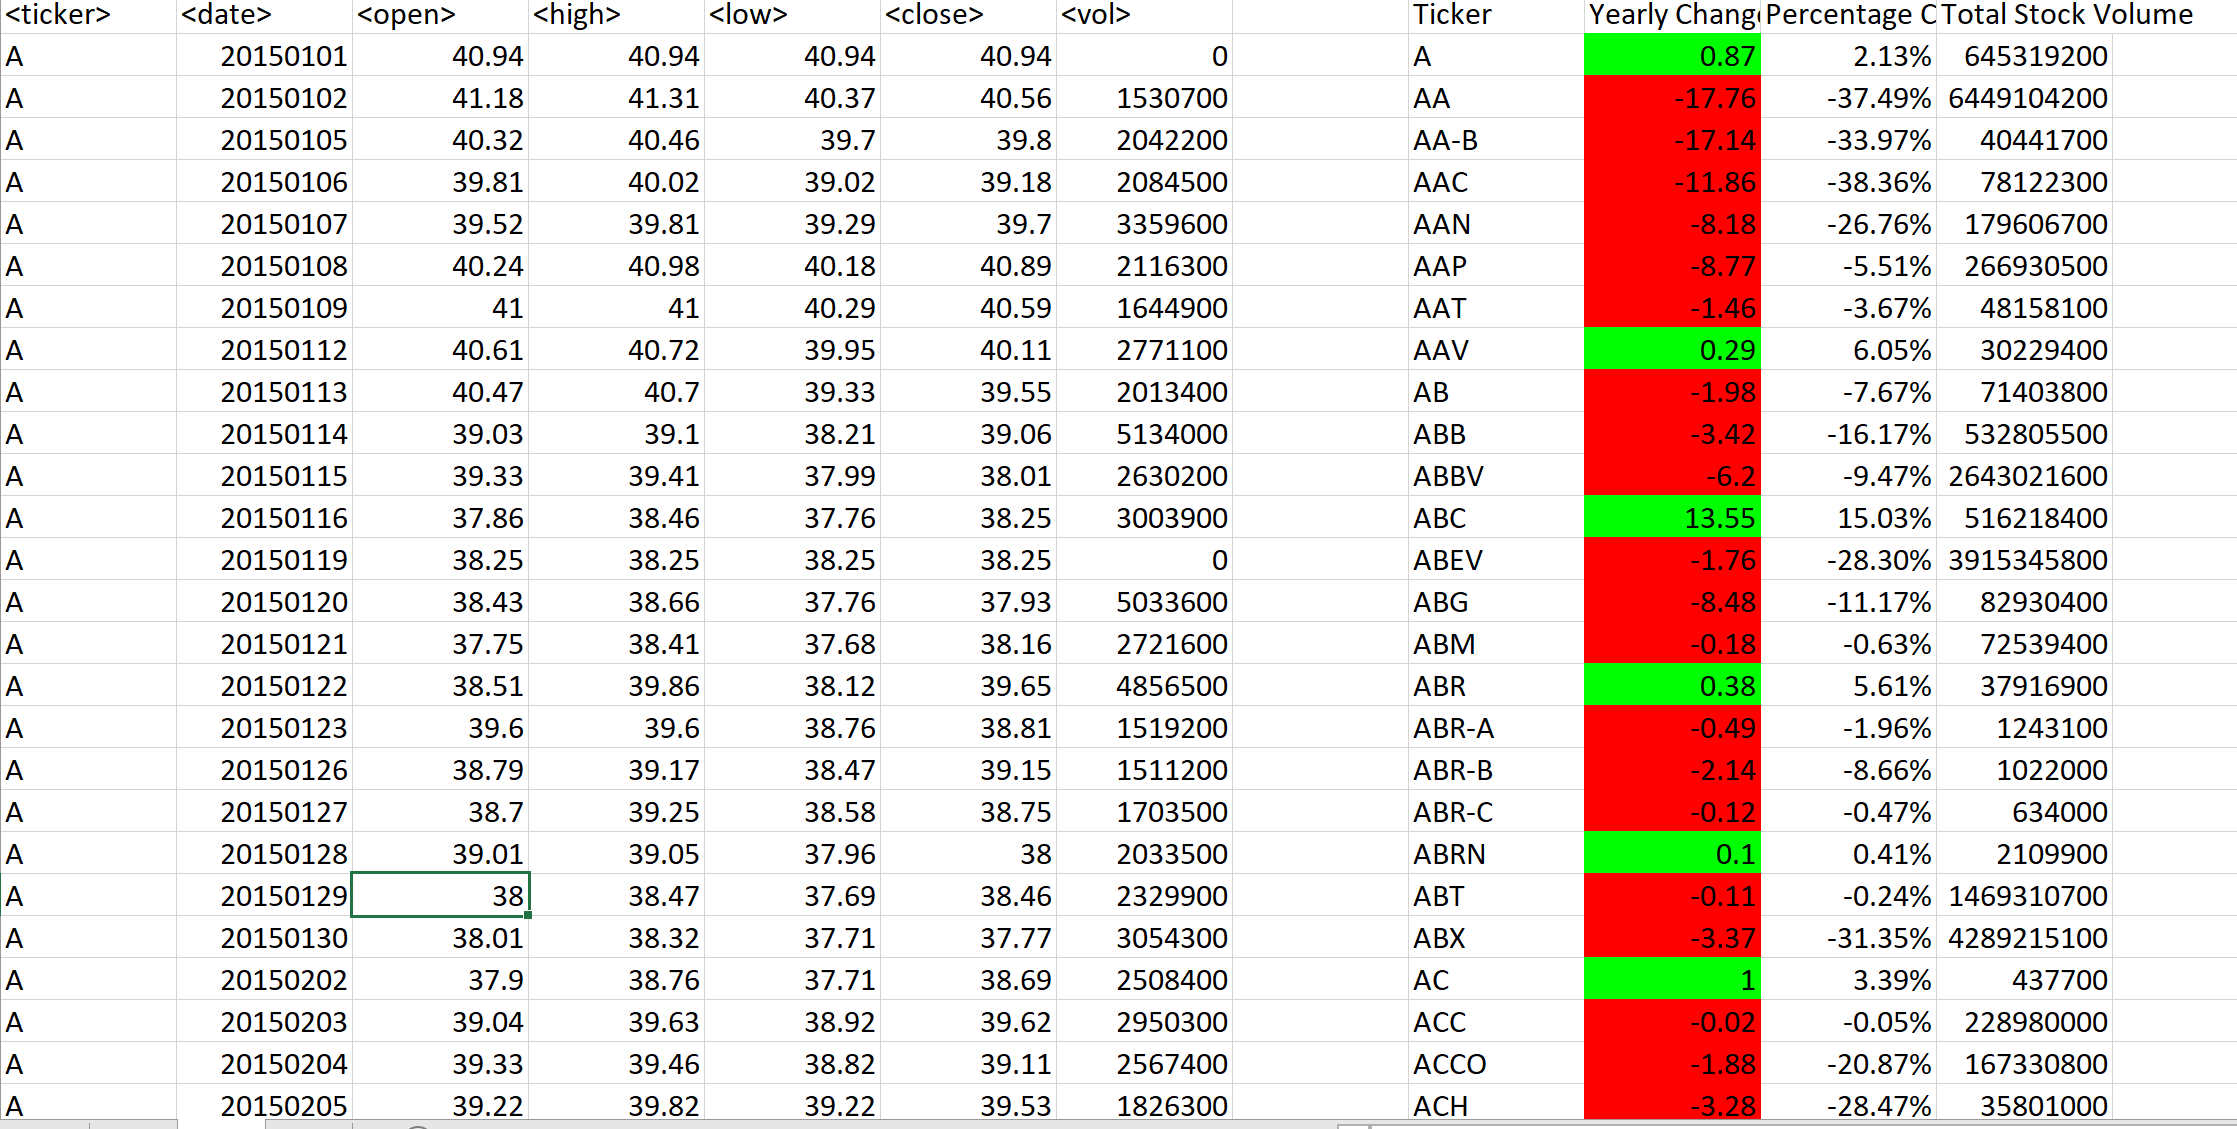 <ticker> <date> <open> <high> <low> <close> <vol> Ticker Yearly Change Percentage C Total Stock Volume
A 20150101 40.94 40.94 40.94 40.94 0 A 0.87 2.13% 645319200
A 20150102 41.18 41.31 40.37 40.56 1530700 AA -17.76 -37.49% 6449104200
A 20150105 40.32 40.46 39.7 39.8 2042200 AA-B -17.14 -33.97% 40441700
A 20150106 39.81 40.02 39.02 39.18 2084500 AAC -11.86 -38.36% 78122300
A 20150107 39.52 39.81 39.29 39.7 3359600 AAN -8.18 -26.76% 179606700
A 20150108 40.24 40.98 40.18 40.89 2116300 AAP -8.77 -5.51% 266930500
A 20150109 41 41 40.29 40.59 1644900 AAT -1.46 -3.67% 48158100
A 20150112 40.61 40.72 39.95 40.11 2771100 AAV 0.29 6.05% 30229400
A 20150113 40.47 40.7 39.33 39.55 2013400 AB -1.98 -7.67% 71403800
A 20150114 39.03 39.1 38.21 39.06 5134000 ABB -3.42 -16.17% 532805500
A 20150115 39.33 39.41 37.99 38.01 2630200 ABBV -6.2 -9.47% 2643021600
A 20150116 37.86 38.46 37.76 38.25 3003900 ABC 13.55 15.03% 516218400
A 20150119 38.25 38.25 38.25 38.25 0 ABEV -1.76 -28.30% 3915345800
A 20150120 38.43 38.66 37.76 37.93 5033600 ABG -8.48 -11.17% 82930400
A 20150121 37.75 38.41 37.68 38.16 2721600 ABM -0.18 -0.63% 72539400
A 20150122 38.51 39.86 38.12 39.65 4856500 ABR 0.38 5.61% 37916900
A 20150123 39.6 39.6 38.76 38.81 1519200 ABR-A -0.49 -1.96% 1243100
A 20150126 38.79 39.17 38.47 39.15 1511200 ABR-B -2.14 -8.66% 1022000
A 20150127 38.7 39.25 38.58 38.75 1703500 ABR-C -0.12 -0.47% 634000
A 20150128 39.01 39.05 37.96 38 2033500 ABRN 0.1 0.41% 2109900
A 20150129 38 38.47 37.69 38.46 2329900 ABT -0.11 -0.24% 1469310700
A 20150130 38.01 38.32 37.71 37.77 3054300 ABX -3.37 -31.35% 4289215100
A 20150202 37.9 38.76 37.71 38.69 2508400 AC 1 3.39% 437700
A 20150203 39.04 39.63 38.92 39.62 2950300 ACC -0.02 -0.05% 228980000
A 20150204 39.33 39.46 38.82 39.11 2567400 ACCO -1.88 -20.87% 167330800
A 20150205 39.22 39.82 39.22 39.53 1826300 ACH -3.28 -28.47% 35801000